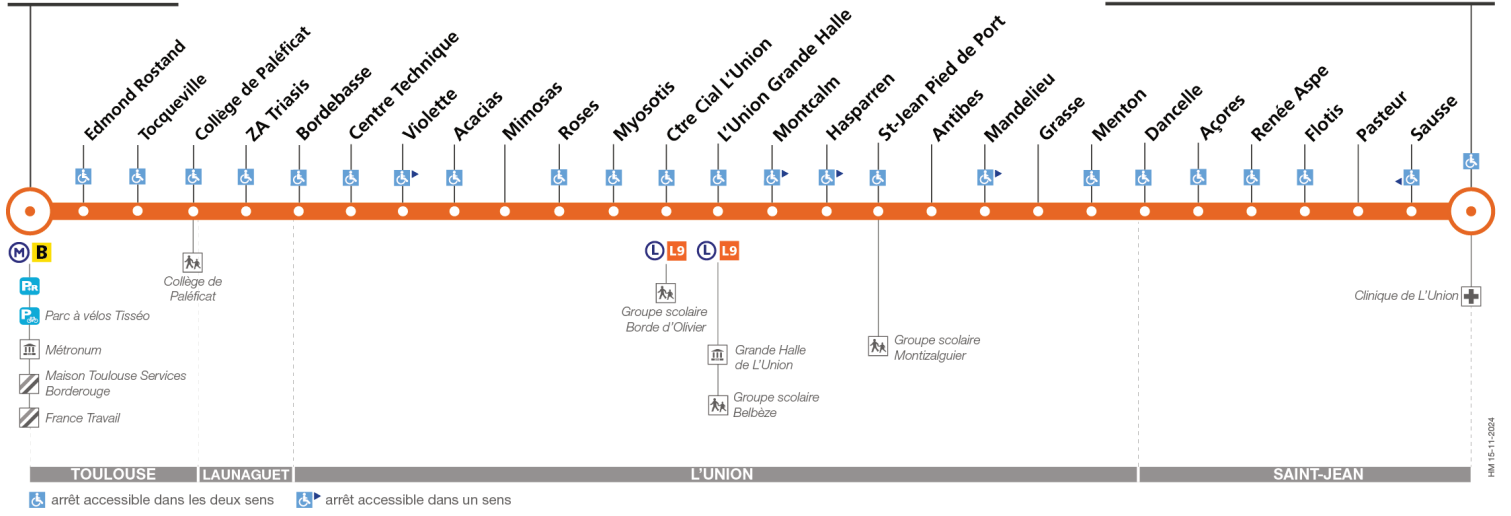 Edmond Rostand
Tocqueville
Collège de Paléficat
ZA Triasis
Bordebasse
Centre Technique
Violette
Acacias
Mimosas
Roses
Myosotis
Ctre Cial L'Union
L'Union Grande Halle
Montcalm
Hasparren
St-Jean Pied de Port
Antibes
Mandelieu
Grasse
Menton
Dancelle
Açores
Renée Aspe
Flotis
Pasteur
Sausse
M B
P+R
P
Parc à vélos Tisséo
Métronum
Maison Toulouse Services
Borderouge
France Travail
Collège de
Paléficat
L L9
Groupe scolaire
Borde d'Olivier
L L9
Grande Halle
de L'Union
Groupe scolaire
Belbèze
Groupe scolaire
Montizalguier
Clinique de L'Union
HM 15-11-2024
TOULOUSE
LAUNAGUET
L'UNION
SAINT-JEAN
arrêt accessible dans les deux sens
arrêt accessible dans un sens